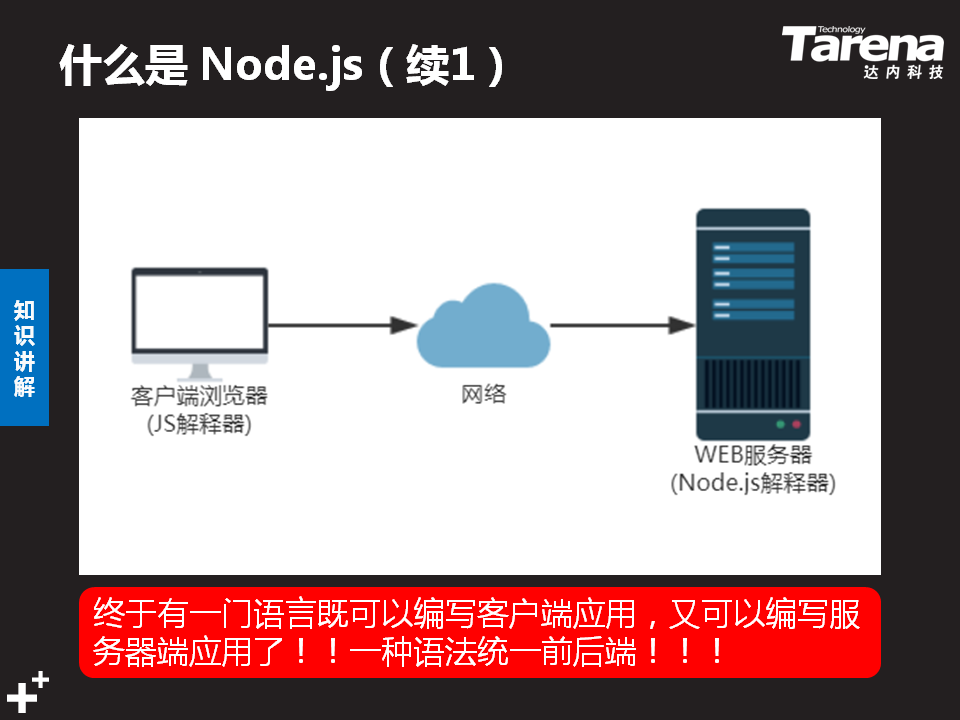 什么是 Node.js（续1）
Technology
Tarena
达内科技
知识讲解
客户端浏览器
(JS解释器)
网络
WEB服务器
(Node.js解释器)
终于有一门语言既可以编写客户端应用，又可以编写服
务器端应用了！！一种语法统一前后端！！！